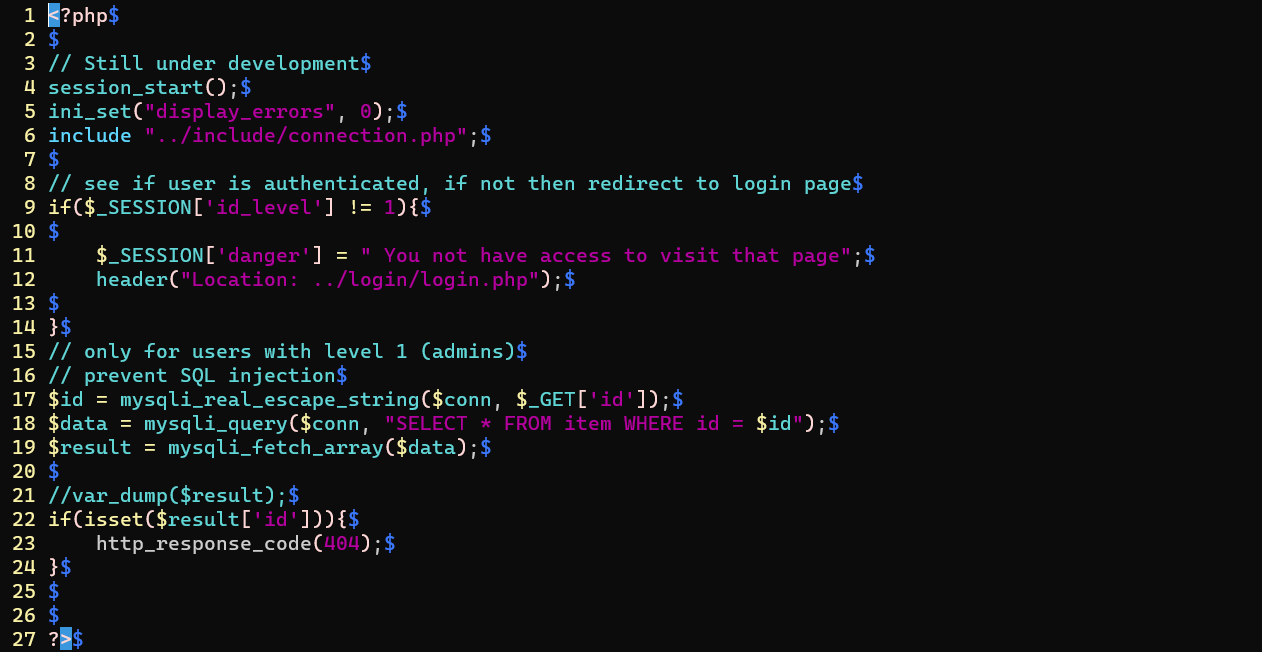 1 <?php$
2 $
3 // Still under development$
4 session_start();$
5 ini_set("display_errors", 0);$
6 include "../include/connection.php";$
7 $
8 // see if user is authenticated, if not then redirect to login page$
9 if($_SESSION['id_level'] != 1){$
10 $
11     $_SESSION['danger'] = " You not have access to visit that page";$
12     header("Location: ../login/login.php");$
13 $
14 }$
15 // only for users with level 1 (admins)$
16 // prevent SQL injection$
17 $id = mysqli_real_escape_string($conn, $_GET['id']);$
18 $data = mysqli_query($conn, "SELECT * FROM item WHERE id = $id");$
19 $result = mysqli_fetch_array($data);$
20 $
21 //var_dump($result);$
22 if(isset($result['id'])){$
23     http_response_code(404);$
24 }$
25 $
26 $
27 ?>$